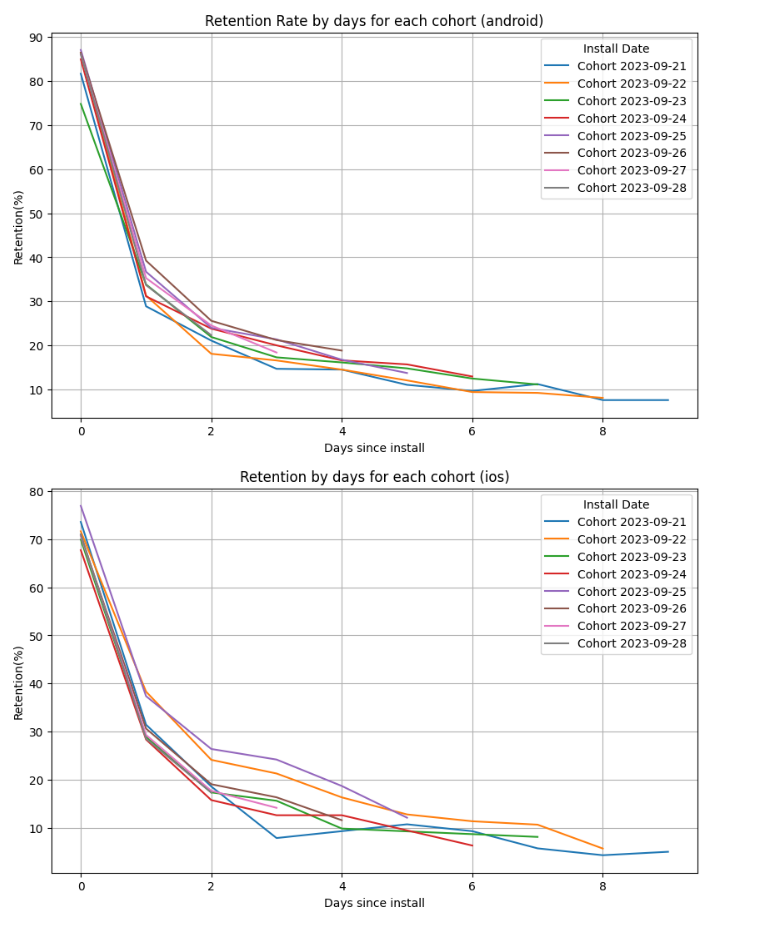 Retention Rate by days for each cohort (android)
90
80
70
60
50
40
30
20
10
Retention(%)
Install Date
Cohort 2023-09-21
Cohort 2023-09-22
Cohort 2023-09-23
Cohort 2023-09-24
Cohort 2023-09-25
Cohort 2023-09-26
Cohort 2023-09-27
Cohort 2023-09-28
0 2 4 6 8
Days since install
Retention by days for each cohort (ios)
80
70
60
50
40
30
20
10
Retention(%)
Install Date
Cohort 2023-09-21
Cohort 2023-09-22
Cohort 2023-09-23
Cohort 2023-09-24
Cohort 2023-09-25
Cohort 2023-09-26
Cohort 2023-09-27
Cohort 2023-09-28
0 2 4 6 8
Days since install